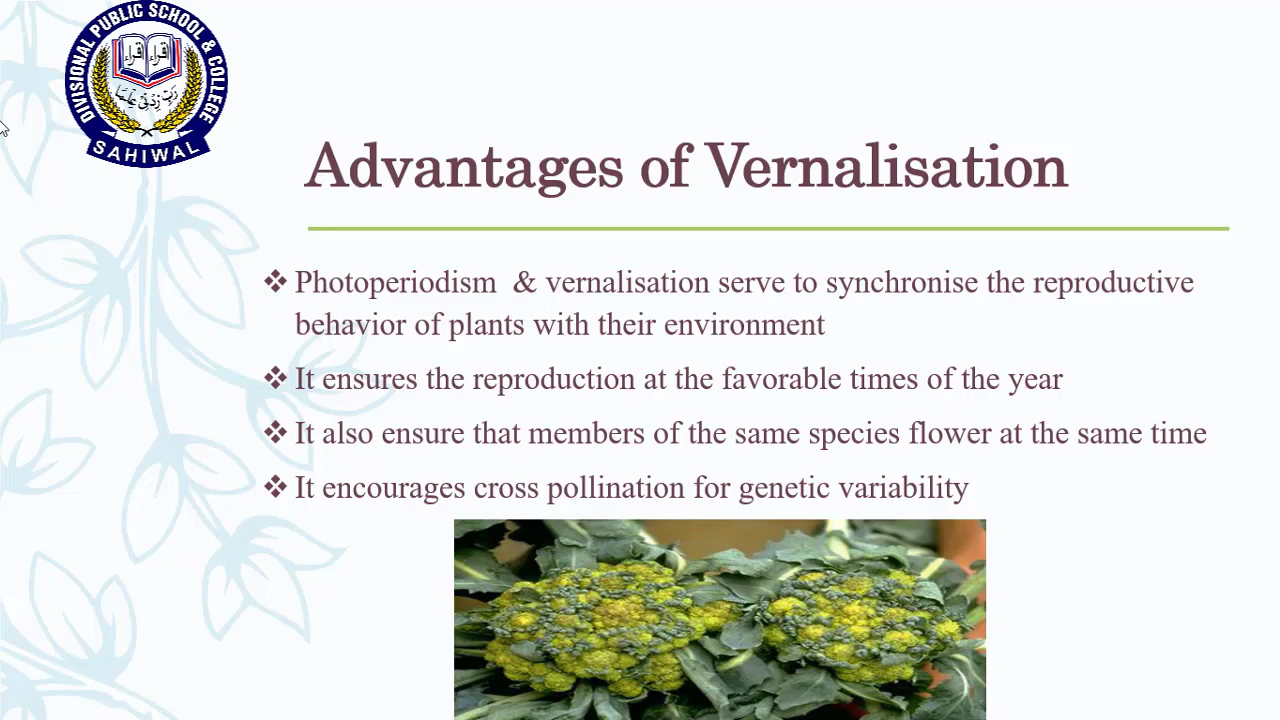 DIVISIONAL PUBLIC SCHOOL & COLLEGE
اقراء اقراء
رَبِّ زِدْنِیْ عِلْمًا
SAHIWAL
Advantages of Vernalisation
❖ Photoperiodism & vernalisation serve to synchronise the reproductive
behavior of plants with their environment
❖ It ensures the reproduction at the favorable times of the year
❖ It also ensure that members of the same species flower at the same time
❖ It encourages cross pollination for genetic variability